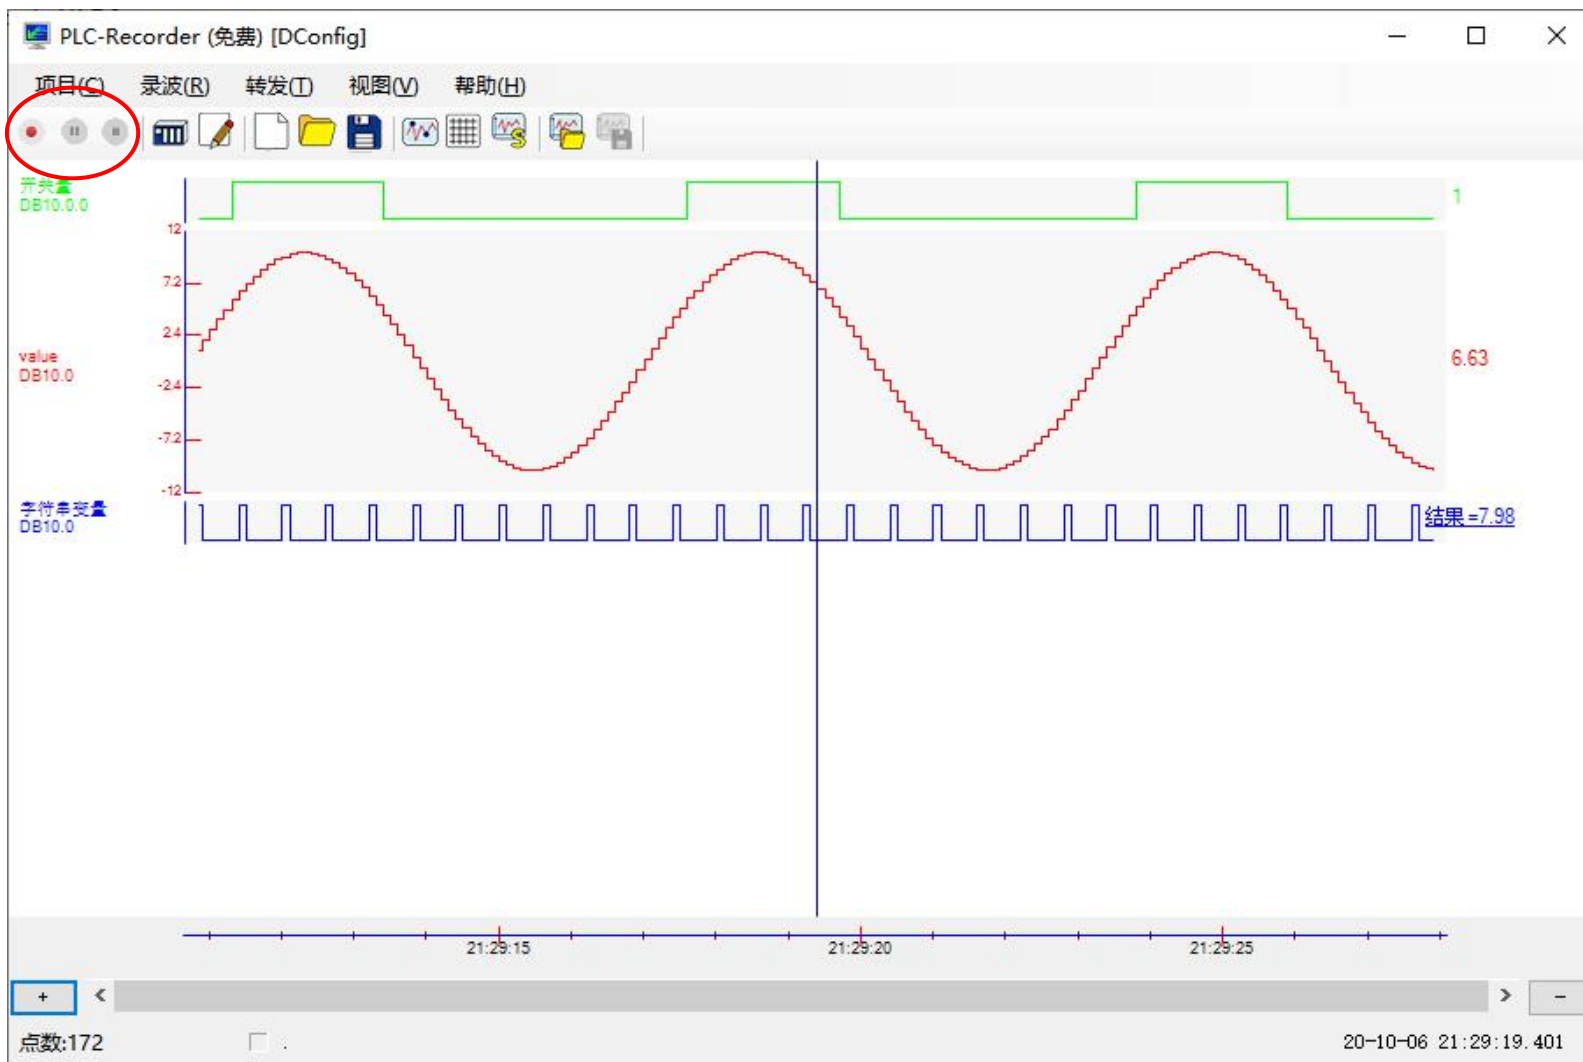 PLC-Recorder (免费) [DConfig]
项目(C) 录波(R) 转发(T) 视图(V) 帮助(H)
开关量
DB10.0.0
1
12
7.2
2.4
value
DB10.0
-2.4
-7.2
-12
6.63
字符串变量
DB10.0
结果=7.98
21:29:15 21:29:20 21:29:25
+ < > −
点数:172 . 20-10-06 21:29:19.401